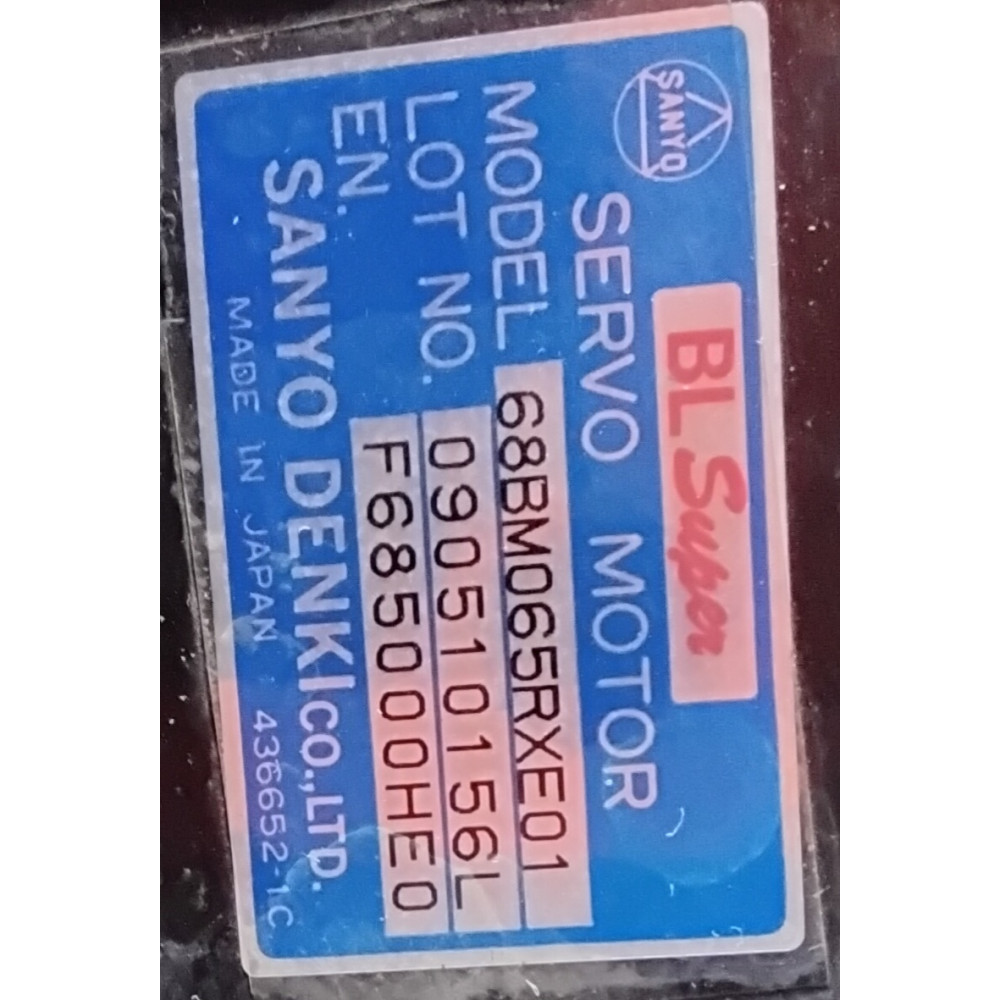 SANYO
BL Super
SERVO MOTOR
MODEL 68BM065RXE01
LOT NO. 090510156L
EN. F685000HE0
SANYO DENKI CO.,LTD.
MADE IN JAPAN 436652-1C